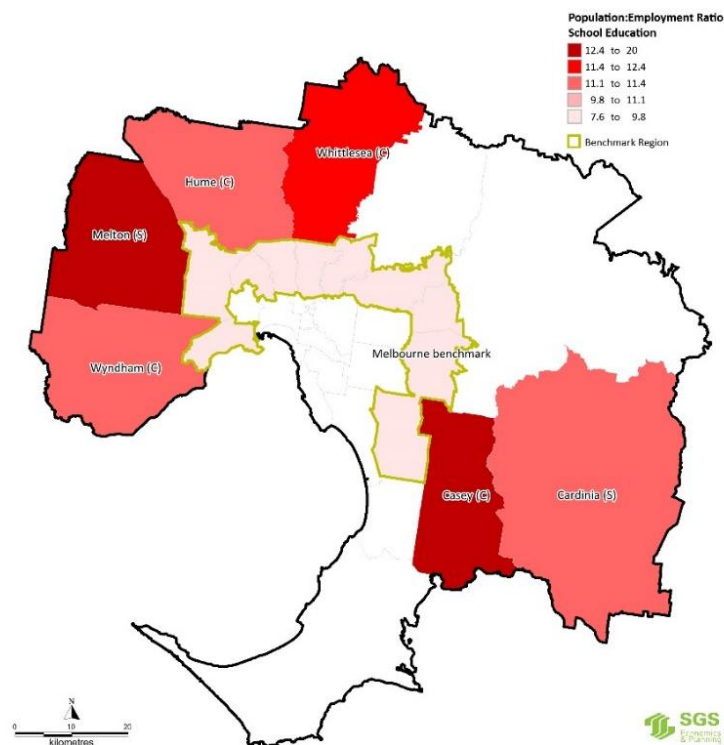 Population:Employment Ratio
School Education
12.4 to 20
11.4 to 12.4
11.1 to 11.4
9.8 to 11.1
7.6 to 9.8
Benchmark Region
Whittlesea (C)
Hume (C)
Melton (S)
Melbourne benchmark
Wyndham (C)
Casey (C)
Cardinia (S)
N
0 10 20
kilometres
SGS
Economics
& Planning